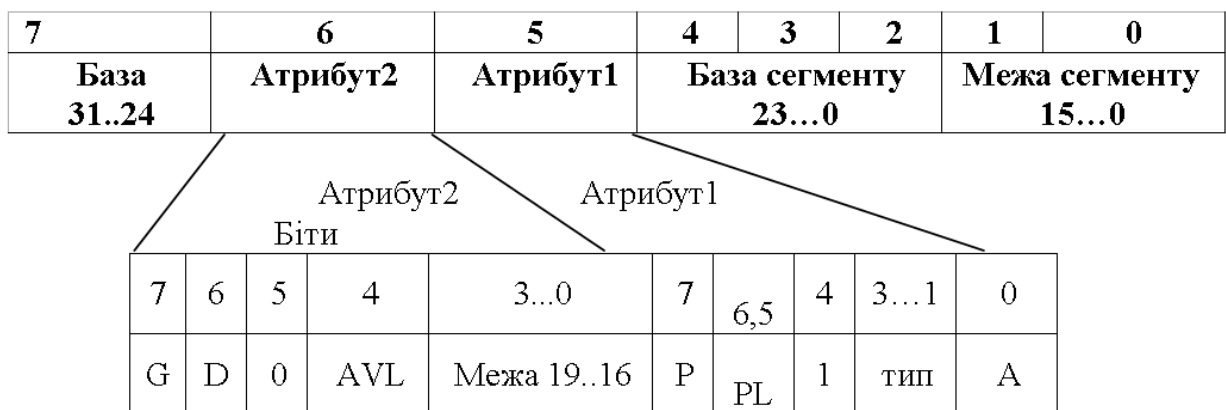 7 6 5 4 3 2 1 0
База Атрибут2 Атрибут1 База сегменту Межа сегменту
31..24 23…0 15…0
Атрибут2 Атрибут1
Біти
7 6 5 4 3...0 7 6,5 4 3…1 0
G D 0 AVL Межа 19..16 P PL 1 тип A